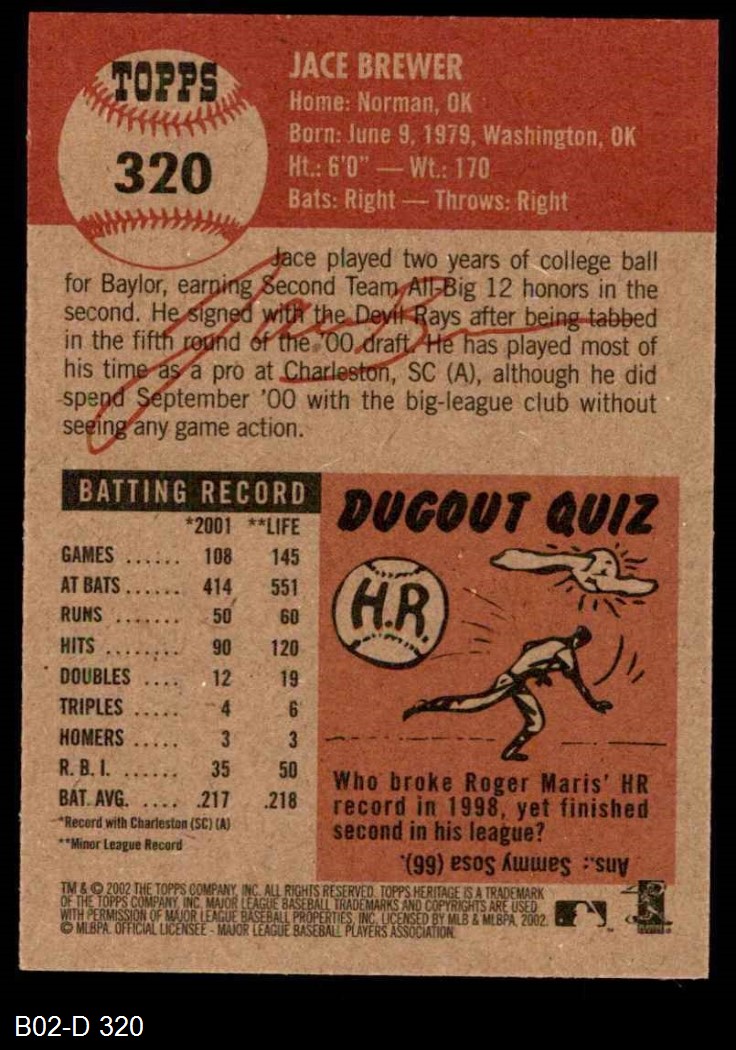 TOPPS
320
JACE BREWER
Home: Norman, OK
Born: June 9, 1979, Washington, OK
Ht.: 6'0" — Wt.: 170
Bats: Right — Throws: Right
Jace played two years of college ball
for Baylor, earning Second Team All-Big 12 honors in the
second. He signed with the Devil Rays after being tabbed
in the fifth round of the '00 draft. He has played most of
his time as a pro at Charleston, SC (A), although he did
spend September '00 with the big-league club without
seeing any game action.
BATTING RECORD
*2001 **LIFE
GAMES ...... 108 145
AT BATS ...... 414 551
RUNS ....... 50 60
HITS ........ 90 120
DOUBLES .... 12 19
TRIPLES ..... 4 6
HOMERS ..... 3 3
R. B. I. ...... 35 50
BAT. AVG. .... .217 .218
*Record with Charleston (SC) (A)
**Minor League Record
DUGOUT QUIZ
H.R.
Who broke Roger Maris' HR
record in 1998, yet finished
second in his league?
Ans.: Sammy Sosa (66).
TM & © 2002 THE TOPPS COMPANY, INC. ALL RIGHTS RESERVED. TOPPS HERITAGE IS A TRADEMARK
OF THE TOPPS COMPANY, INC. MAJOR LEAGUE BASEBALL TRADEMARKS AND COPYRIGHTS ARE USED
WITH PERMISSION OF MAJOR LEAGUE BASEBALL PROPERTIES, INC. LICENSED BY MLB & MLBPA, 2002.
© MLBPA. OFFICIAL LICENSEE - MAJOR LEAGUE BASEBALL PLAYERS ASSOCIATION.
B02-D 320